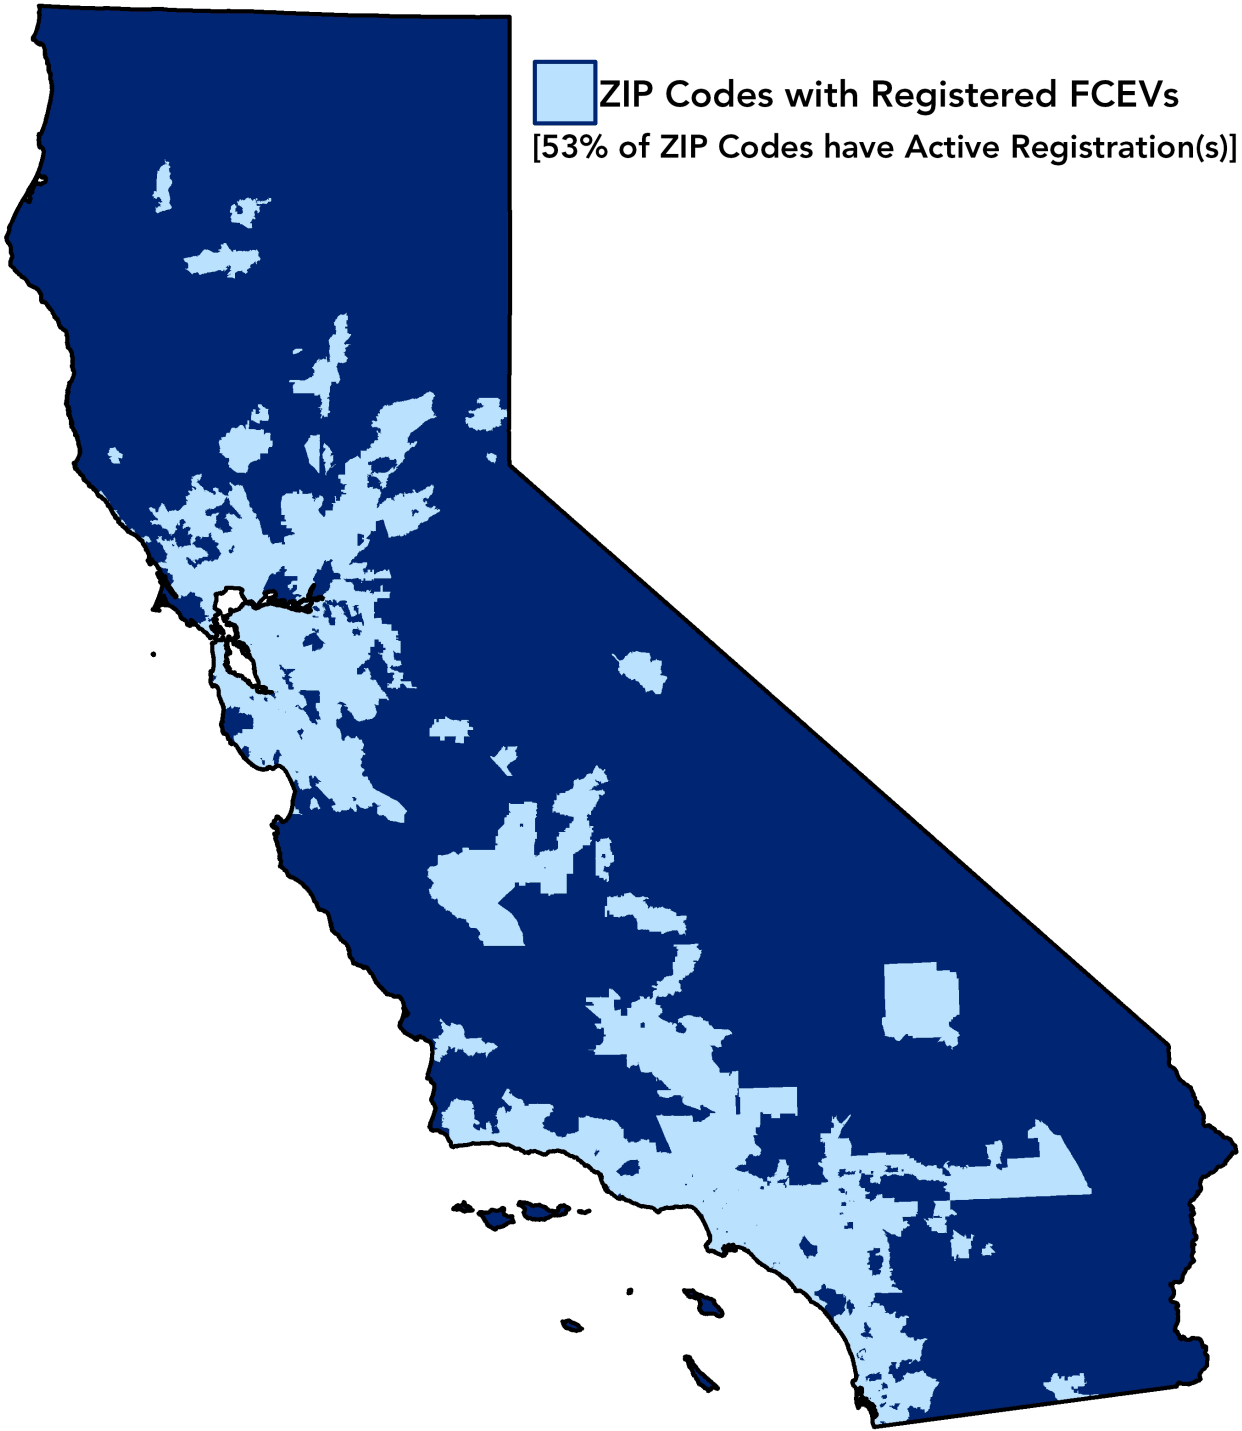 ZIP Codes with Registered FCEVs
[53% of ZIP Codes have Active Registration(s)]